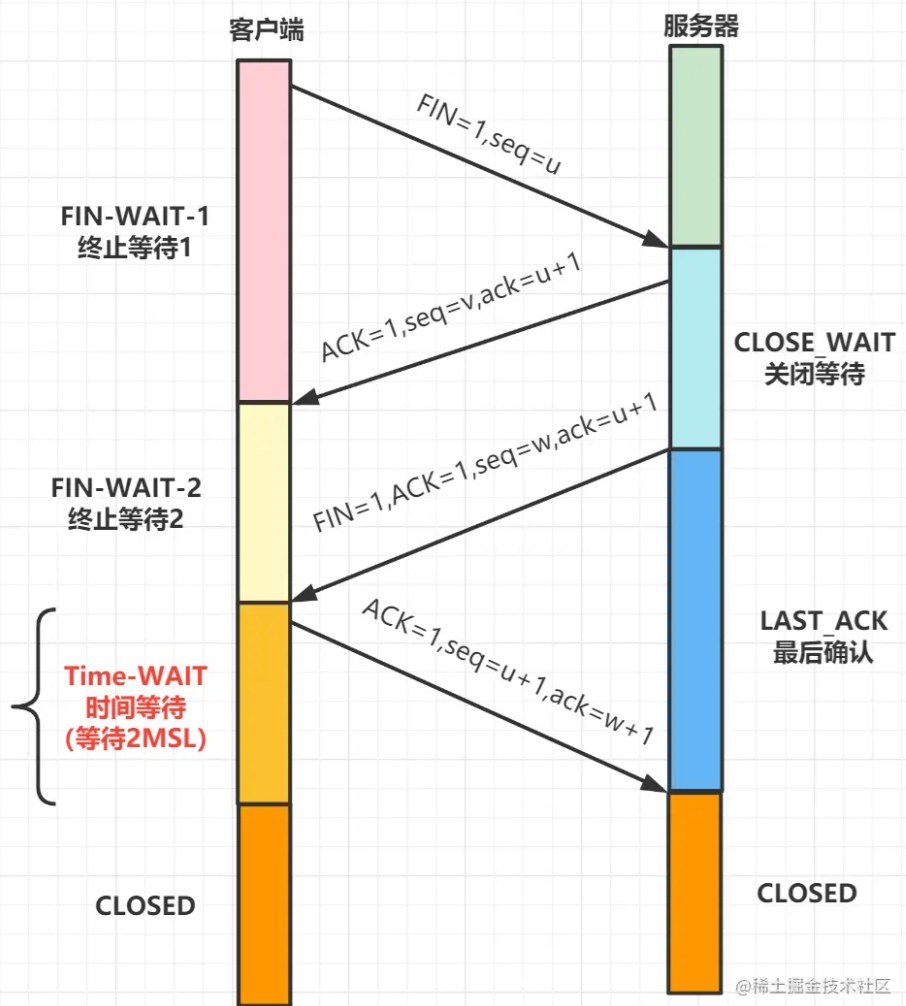 客户端
服务器
FIN=1,seq=u
FIN-WAIT-1
终止等待1
ACK=1,seq=v,ack=u+1
CLOSE_WAIT
关闭等待
FIN=1,ACK=1,seq=w,ack=u+1
FIN-WAIT-2
终止等待2
ACK=1,seq=u+1,ack=w+1
LAST_ACK
最后确认
Time-WAIT
时间等待
(等待2MSL)
CLOSED
CLOSED
@稀土掘金技术社区